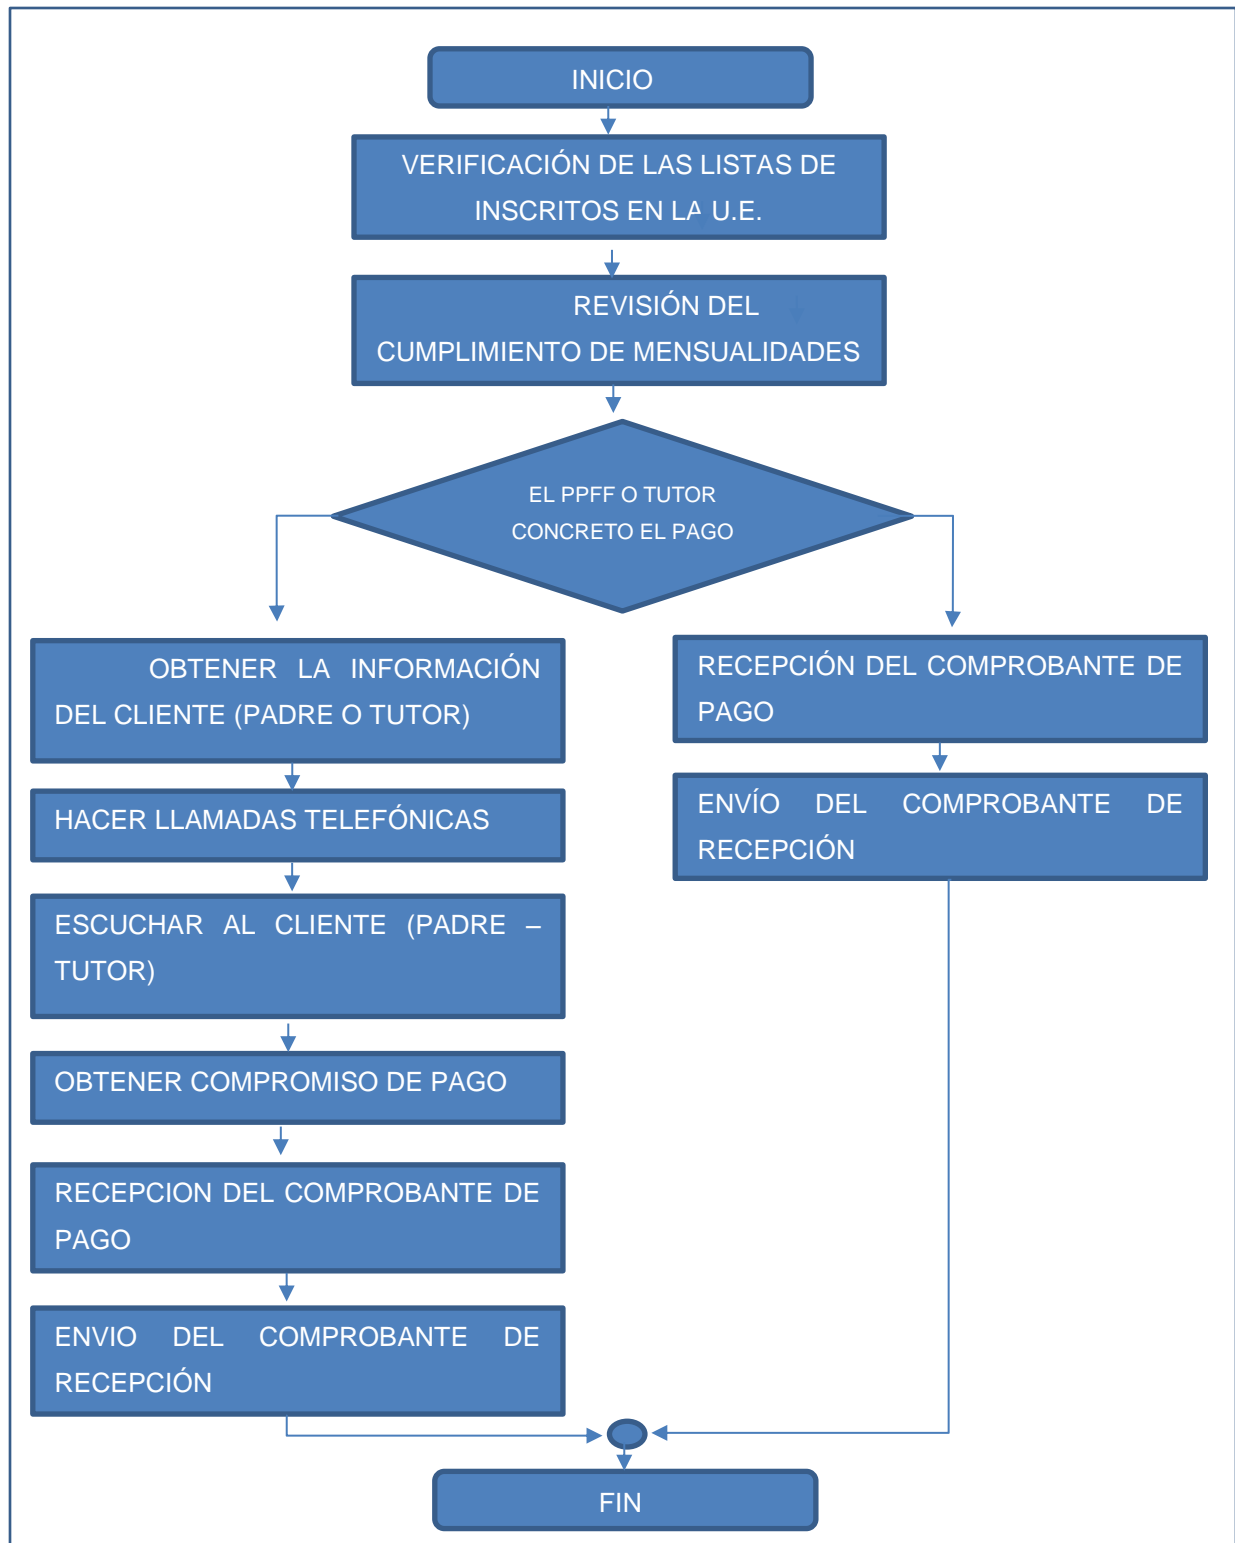 INICIO
VERIFICACIÓN DE LAS LISTAS DE
INSCRITOS EN LA U.E.
REVISIÓN DEL
CUMPLIMIENTO DE MENSUALIDADES
EL PPFF O TUTOR
CONCRETO EL PAGO
OBTENER LA INFORMACIÓN
DEL CLIENTE (PADRE O TUTOR)
HACER LLAMADAS TELEFÓNICAS
ESCUCHAR AL CLIENTE (PADRE –
TUTOR)
OBTENER COMPROMISO DE PAGO
RECEPCION DEL COMPROBANTE DE
PAGO
ENVIO DEL COMPROBANTE DE
RECEPCIÓN
RECEPCIÓN DEL COMPROBANTE DE
PAGO
ENVÍO DEL COMPROBANTE DE
RECEPCIÓN
FIN